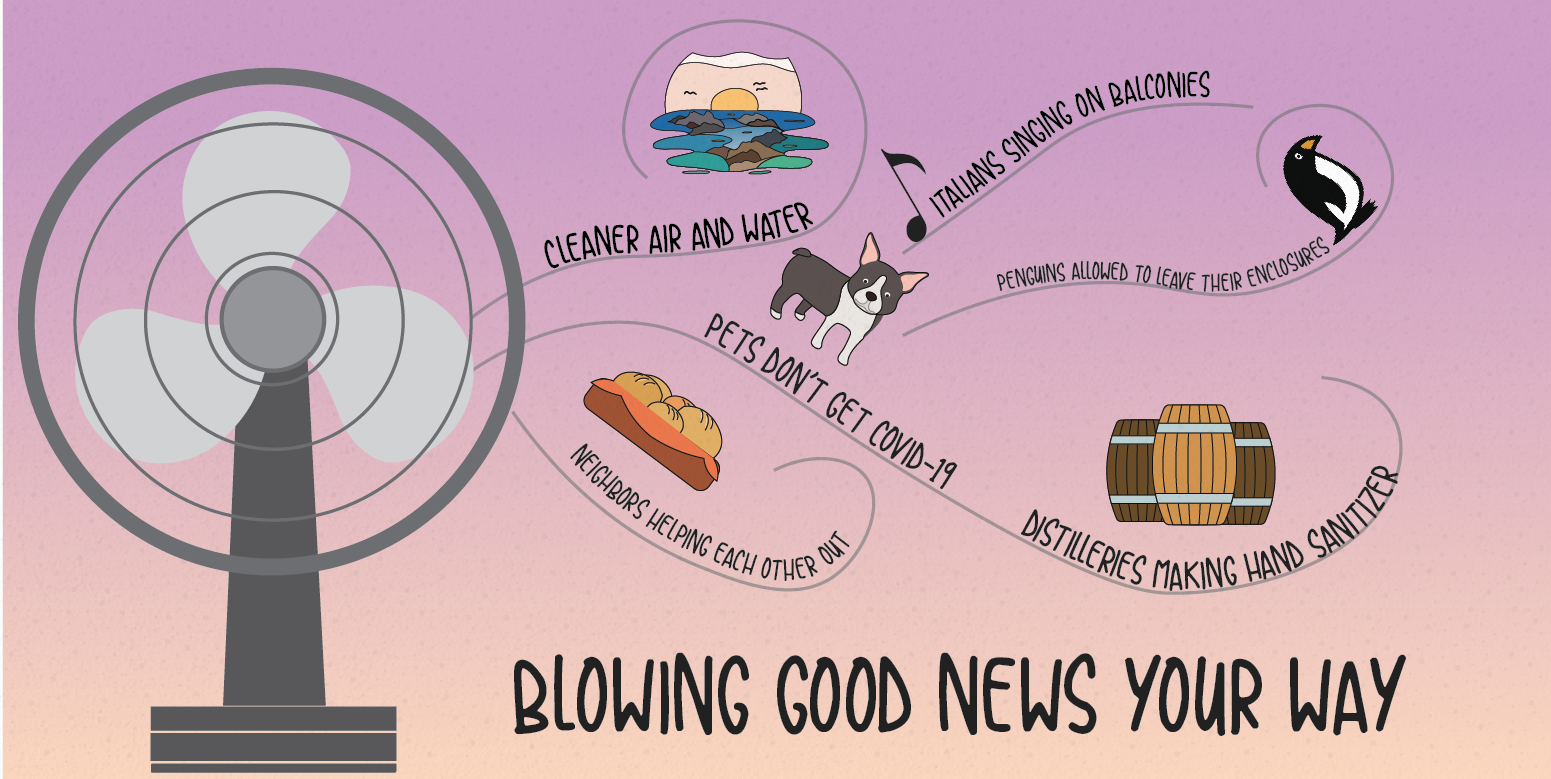 CLEANER AIR AND WATER
ITALIANS SINGING ON BALCONIES
PENGUINS ALLOWED TO LEAVE THEIR ENCLOSURES
PETS DON'T GET COVID-19
NEIGHBORS HELPING EACH OTHER OUT
DISTILLERIES MAKING HAND SANITIZER
BLOWING GOOD NEWS YOUR WAY